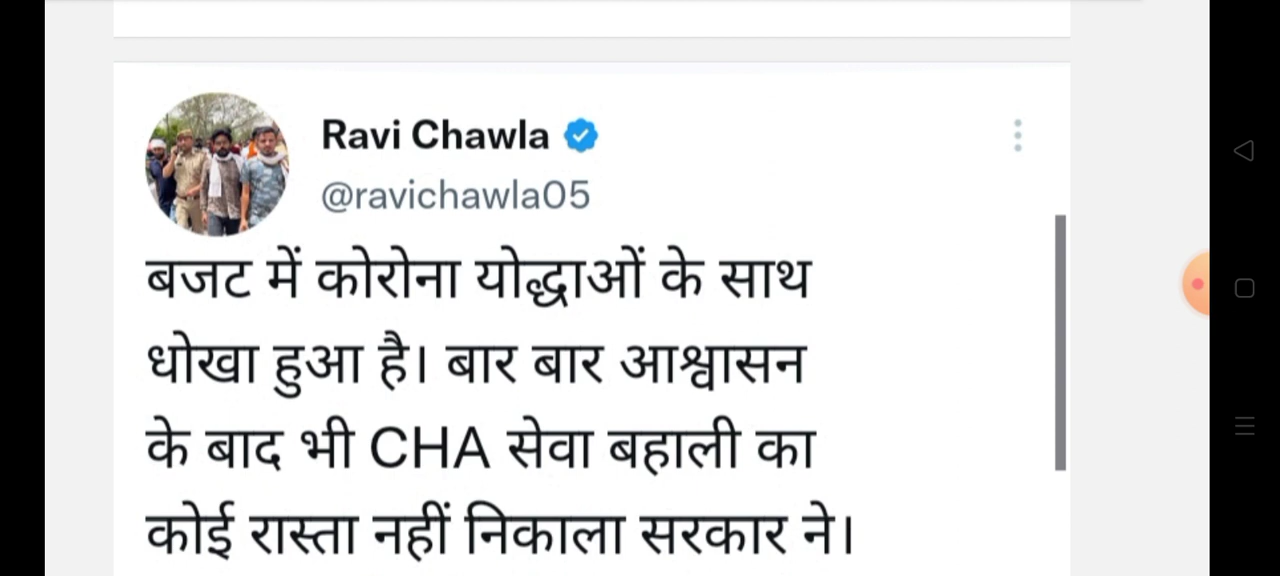 Ravi Chawla
@ravichawla05
बजट में कोरोना योद्धाओं के साथ
धोखा हुआ है। बार बार आश्वासन
के बाद भी CHA सेवा बहाली का
कोई रास्ता नहीं निकाला सरकार ने।